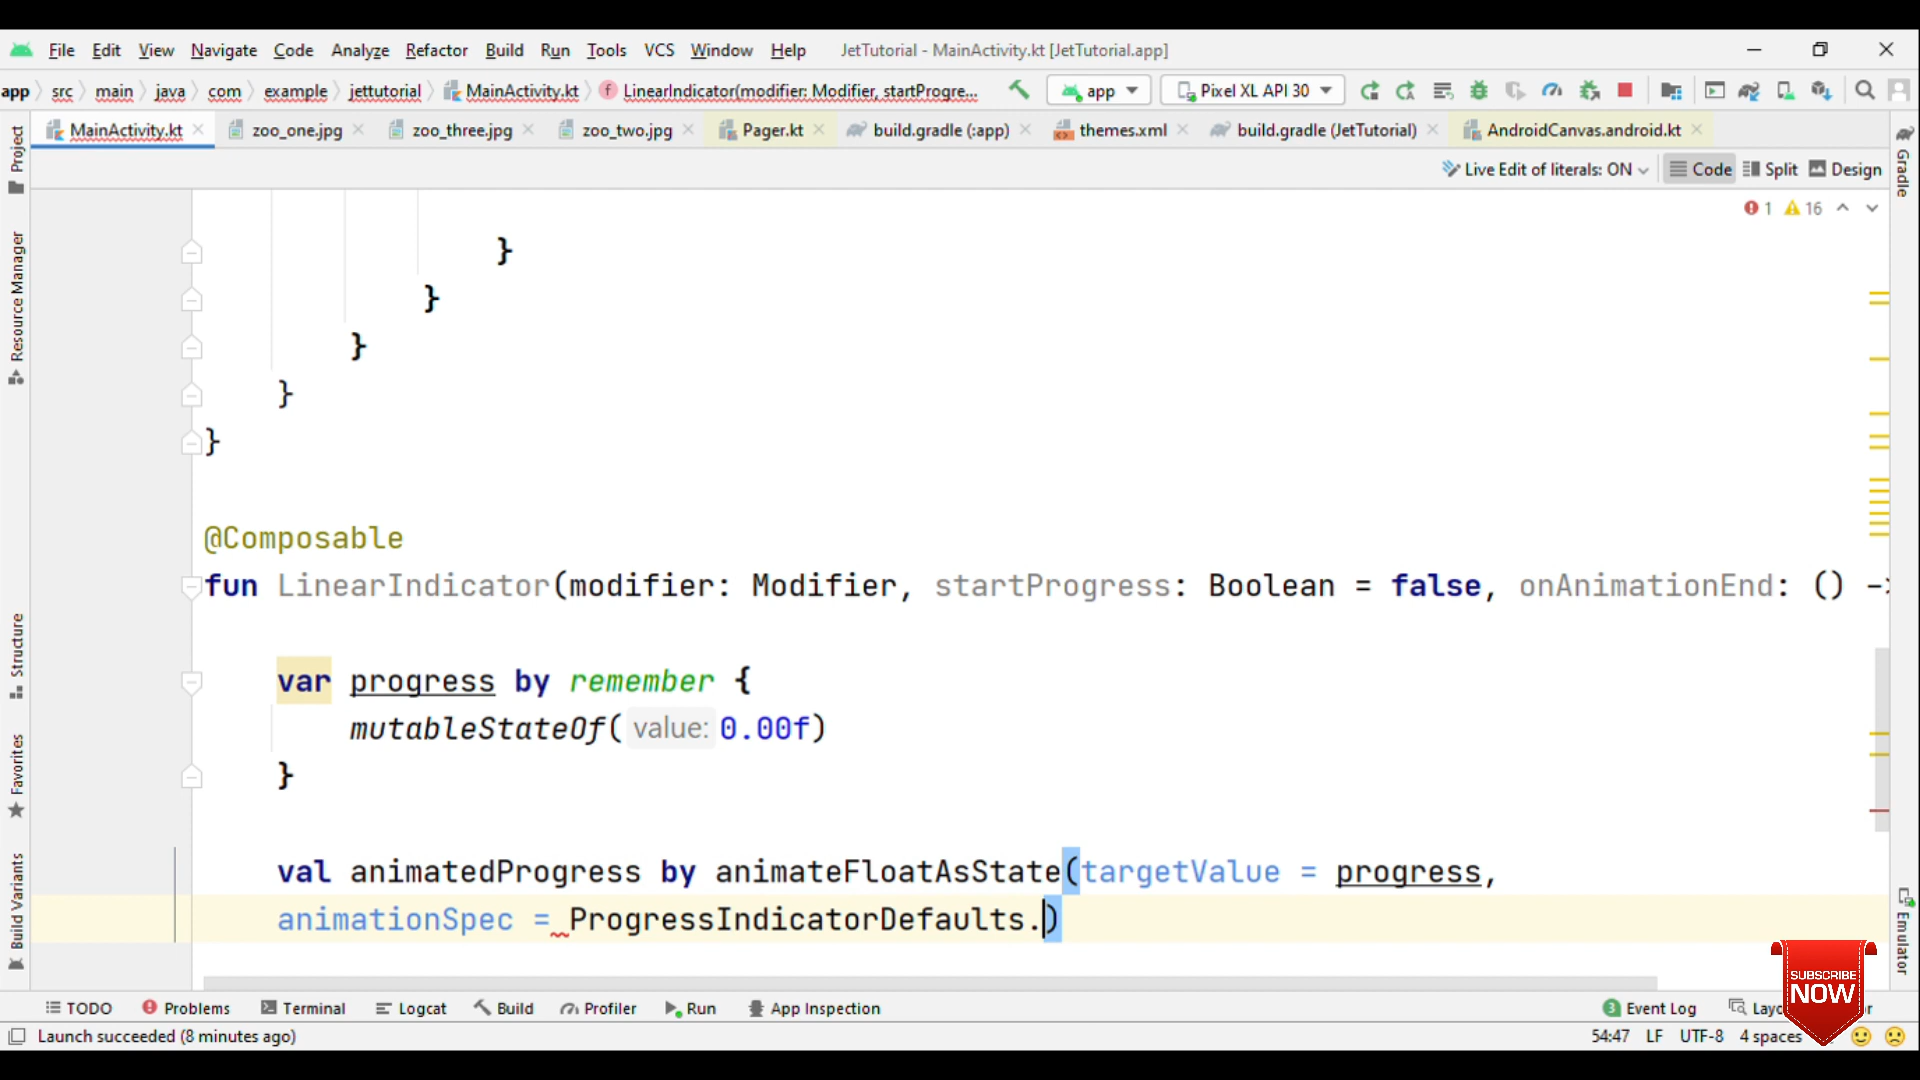 File Edit View Navigate Code Analyze Refactor Build Run Tools VCS Window Help JetTutorial - MainActivity.kt [JetTutorial.app]
app src main java com example jettutorial MainActivity.kt LinearIndicator(modifier: Modifier, startProgre... app Pixel XL API 30
MainActivity.kt zoo_one.jpg zoo_three.jpg zoo_two.jpg Pager.kt build.gradle (:app) themes.xml build.gradle (JetTutorial) AndroidCanvas.android.kt
Live Edit of literals: ON Code Split Design
1 16
Project
Resource Manager
Structure
Favorites
Build Variants
Gradle
Emulator
}
}
}
}
}
@Composable
fun LinearIndicator(modifier: Modifier, startProgress: Boolean = false, onAnimationEnd: () ->
var progress by remember {
mutableStateOf( value: 0.00f)
}
val animatedProgress by animateFloatAsState(targetValue = progress,
animationSpec = ProgressIndicatorDefaults.)
SUBSCRIBE
NOW
TODO Problems Terminal Logcat Build Profiler Run App Inspection 3 Event Log
Launch succeeded (8 minutes ago) 54:47 LF UTF-8 4 spaces